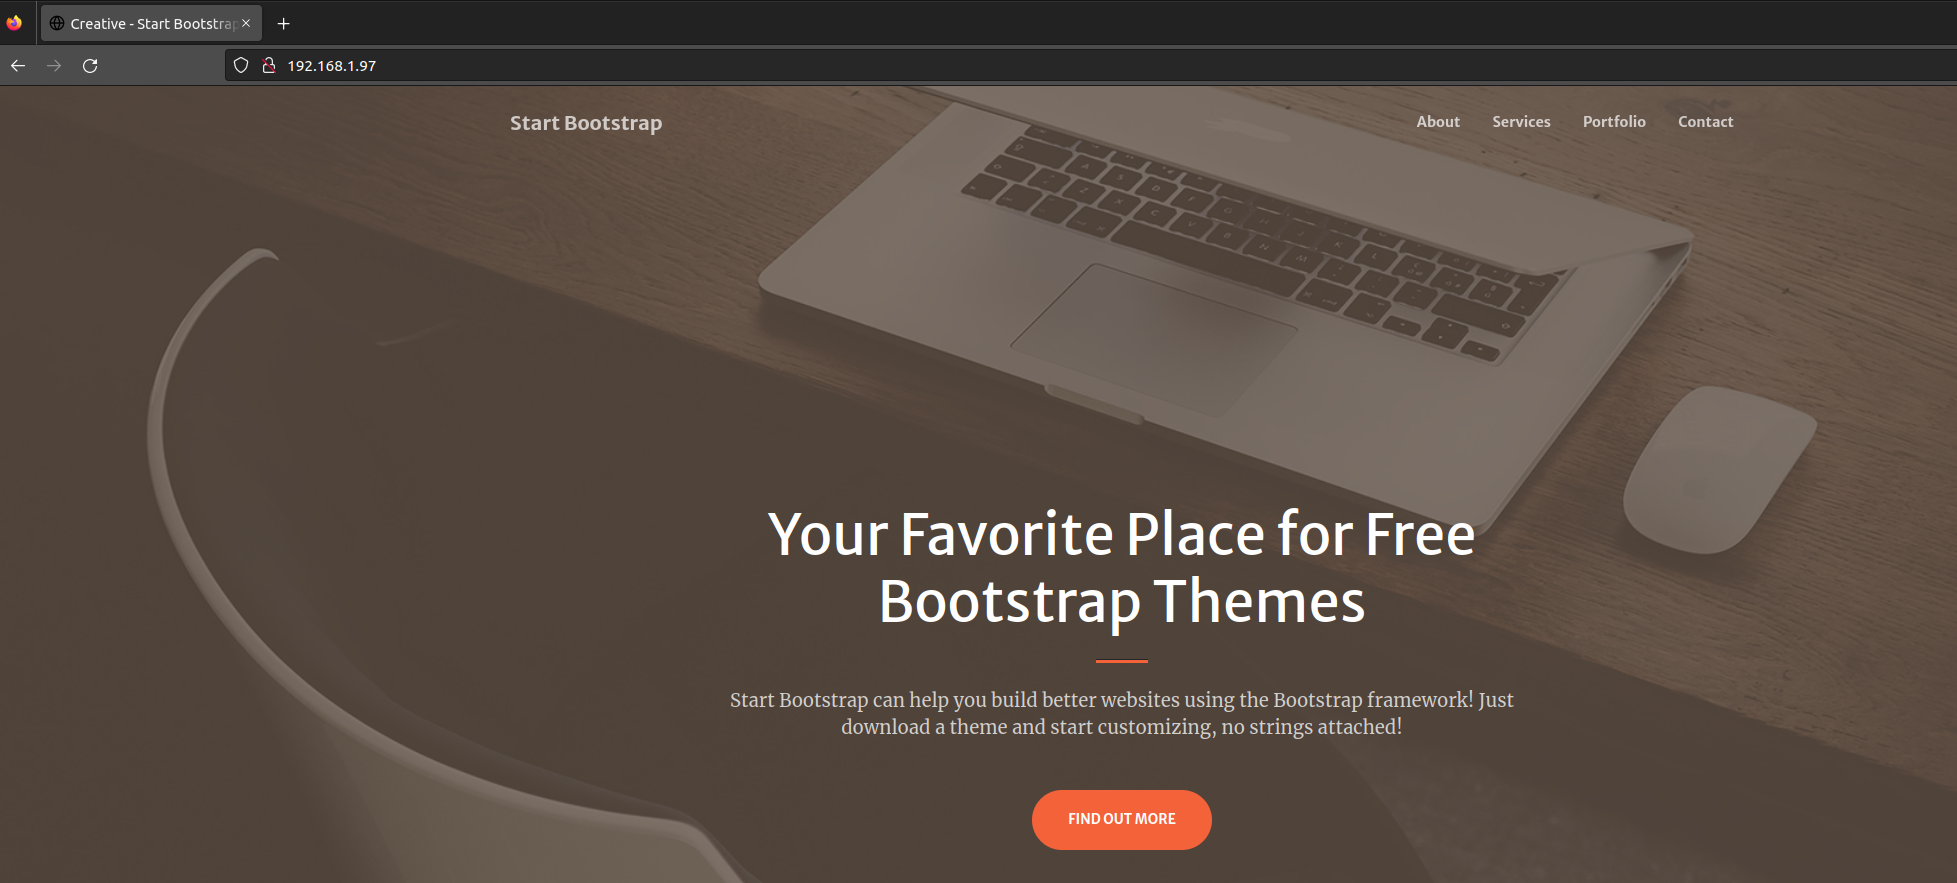 Creative - Start Bootstrap
192.168.1.97
Start Bootstrap
About Services Portfolio Contact
Your Favorite Place for Free
Bootstrap Themes
Start Bootstrap can help you build better websites using the Bootstrap framework! Just
download a theme and start customizing, no strings attached!
FIND OUT MORE